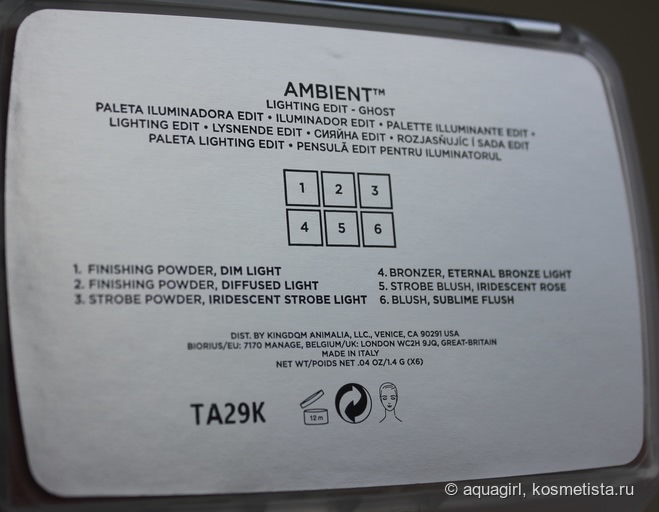 AMBIENT™
LIGHTING EDIT - GHOST
PALETA ILUMINADORA EDIT • ILUMINADOR EDIT • PALETTE ILLUMINANTE EDIT •
LIGHTING EDIT • LYSNENDE EDIT • СИЯЙНА EDIT • ROZJASŇUJÍC Í SADA EDIT
PALETA LIGHTING EDIT • PENSULĂ EDIT PENTRU ILUMINATORUL
1 2 3
4 5 6
1. FINISHING POWDER, DIM LIGHT
2. FINISHING POWDER, DIFFUSED LIGHT
3. STROBE POWDER, IRIDESCENT STROBE LIGHT
4. BRONZER, ETERNAL BRONZE LIGHT
5. STROBE BLUSH, IRIDESCENT ROSE
6. BLUSH, SUBLIME FLUSH
DIST. BY KINGDOM ANIMALIA, LLC., VENICE, CA 90291 USA
BIORIUS/EU: 7170 MANAGE, BELGIUM/UK: LONDON WC2H 9JQ, GREAT-BRITAIN
MADE IN ITALY
NET WT/POIDS NET .04 OZ/1.4 G (X6)
TA29K
12 m
© aquagirl, kosmetista.ru